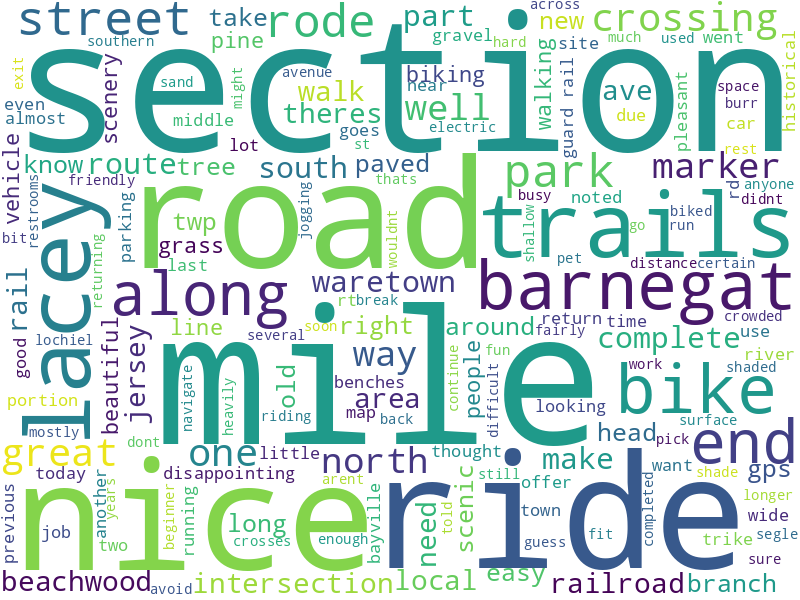 street
rode
take
part
across
new
crossing
southern
pine
gravel
hard
much
used
went
section
exit
scenery
avenue
might
biking
site
guard rail
walking
pleasant
historical
sand
near
space
even
walk
well
ave
due
burr
almost
middle
theres
goes
electric
car
lot
st
rest
vehicle
know
route
tree
south
paved
park
marker
friendly
thats
rd
anyone
restrooms
bit
parking
road
jogging
wouldnt
busy
noted
biked
didnt
trails
shallow
go
run
twp
grass
last
pet
distance
certain
lacey
returning
along
waretown
barnegat
rail
good
lochiel
beautiful
jersey
line
rt
break
several
soon
right
around
return
time
crowded
fairly
complete
use
river
mile
way
old
area
benches
map
back
people
continue
fun
difficult
looking
bike
work
shaded
portion
mostly
navigate
heavily
riding
surface
great
dont
one
little
north
thought
head
pick
end
today
disappointing
scenic
still
make
want
shade
gps
previous
another
years
nice
beginner
running
arent
told
ride
offer
town
completed
longer
job
two
long
crosses
enough
bayville
need
guess
fit
wide
segle
trike
sure
beachwood
avoid
intersection
local
easy
railroad
branch